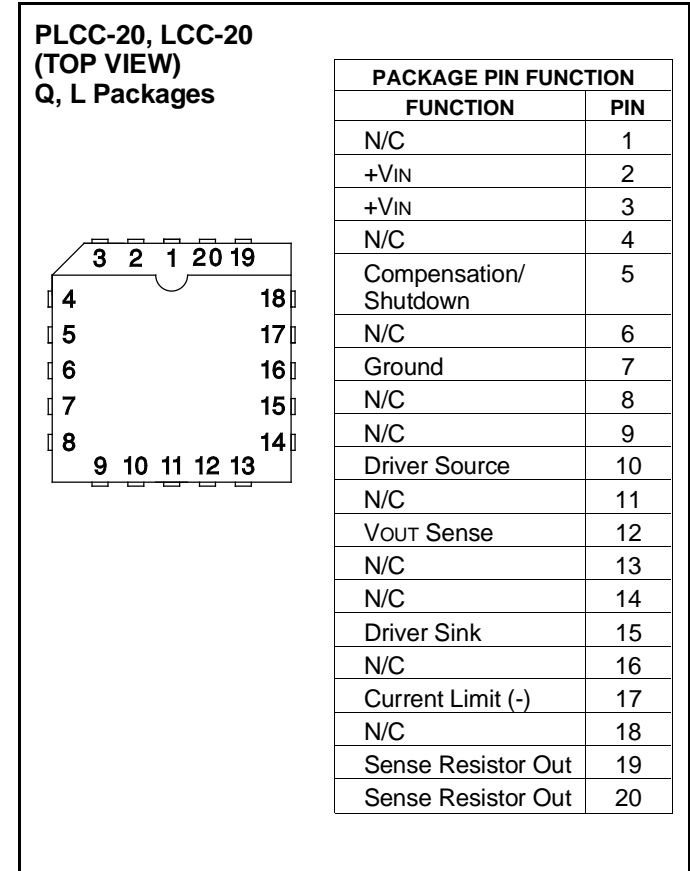 PLCC-20, LCC-20
(TOP VIEW)
Q, L Packages
3 2 1 20 19
4 18
5 17
6 16
7 15
8 14
9 10 11 12 13
PACKAGE PIN FUNCTION
FUNCTION PIN
N/C 1
+VIN 2
+VIN 3
N/C 4
Compensation/ 5
Shutdown
N/C 6
Ground 7
N/C 8
N/C 9
Driver Source 10
N/C 11
VOUT Sense 12
N/C 13
N/C 14
Driver Sink 15
N/C 16
Current Limit (-) 17
N/C 18
Sense Resistor Out 19
Sense Resistor Out 20